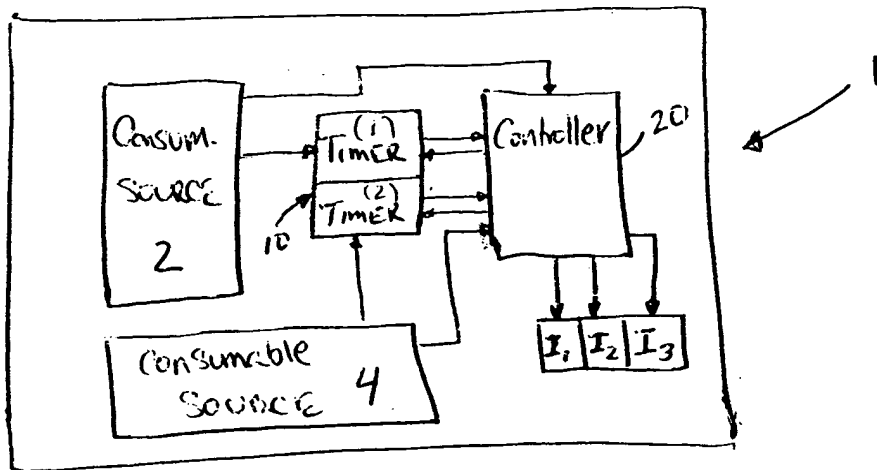 1
Consum.
SOURCE
2
(1)
TIMER
(2)
TIMER
10
Controller
20
Consumable
SOURCE 4
I₁ I₂ I₃